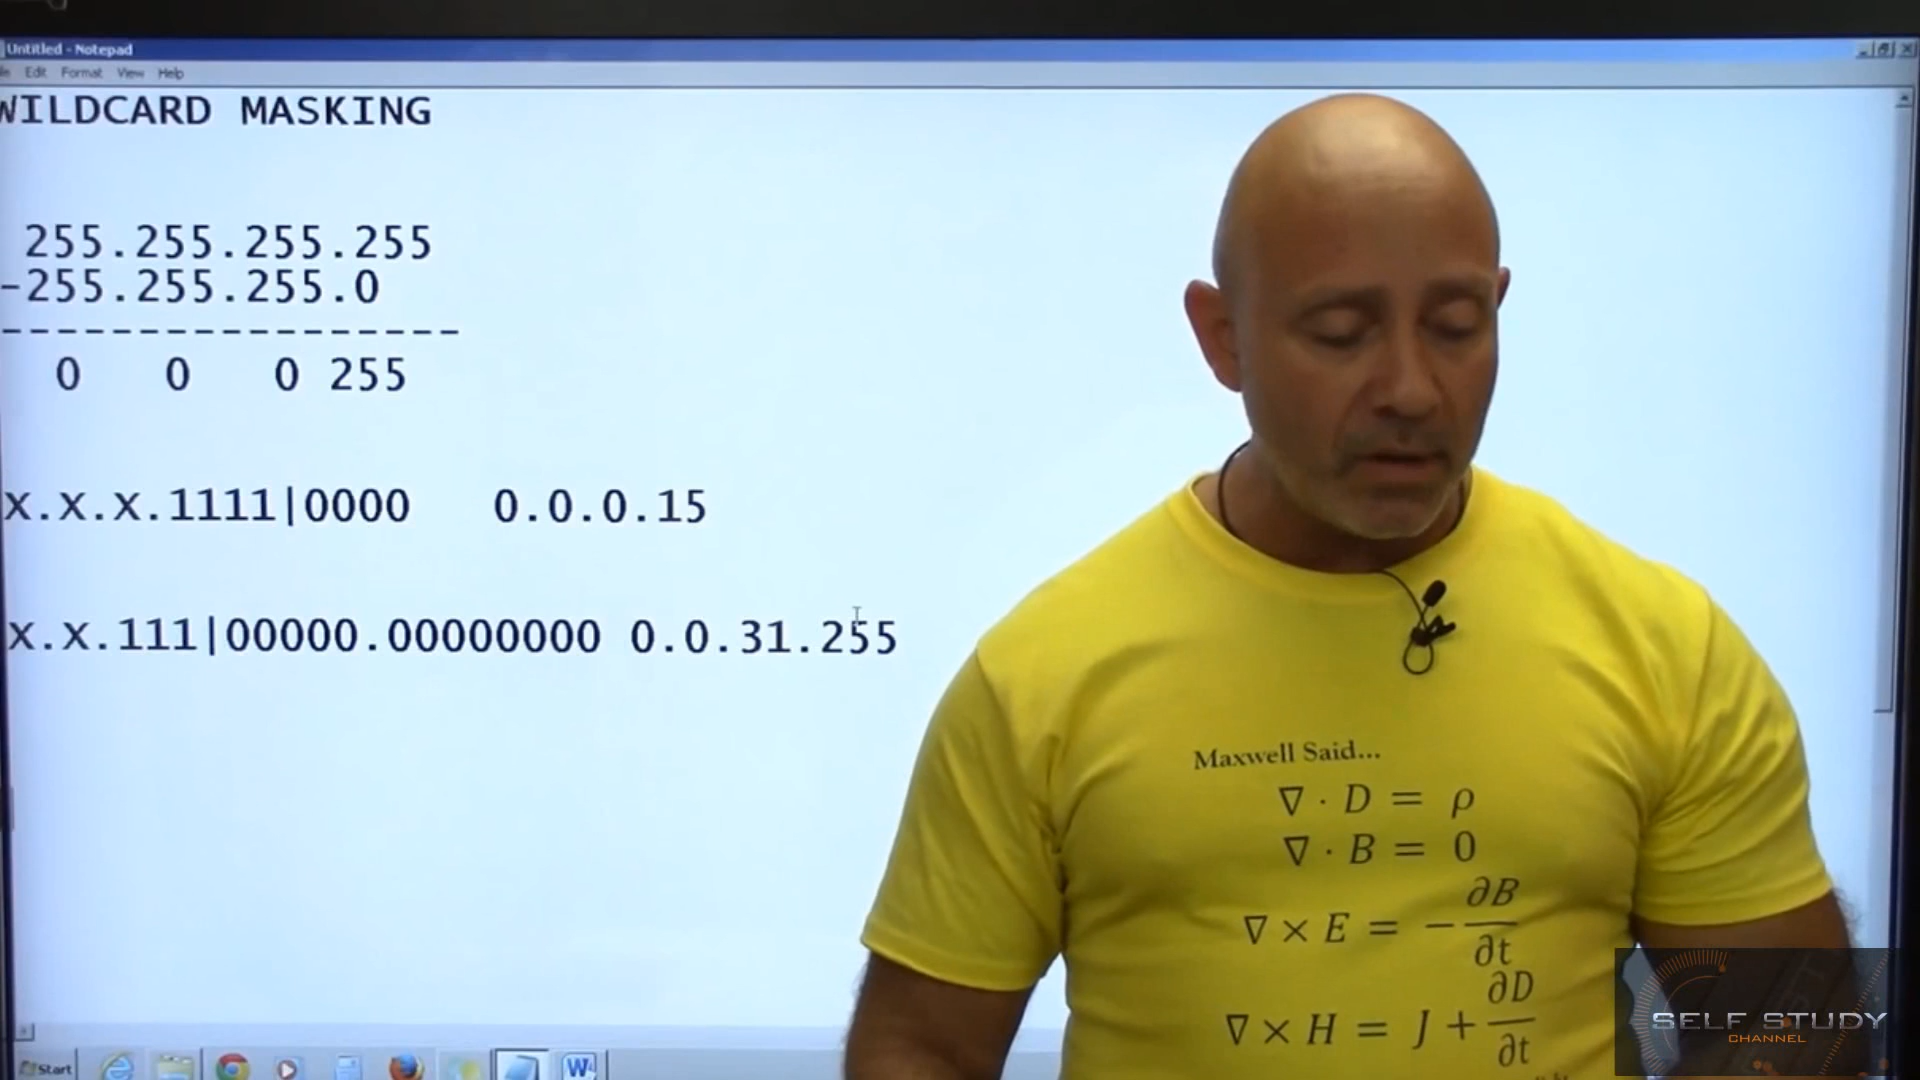 Untitled - Notepad
Edit Format View Help
WILDCARD MASKING
255.255.255.255
-255.255.255.0
-----------------
0 0 0 255
x.x.x.1111|0000 0.0.0.15
x.x.111|00000.00000000 0.0.31.255
Maxwell Said...
∇ · D = ρ
∇ · B = 0
∇ × E = - ∂B/∂t
∇ × H = J + ∂D/∂t
Start
SELF STUDY
CHANNEL